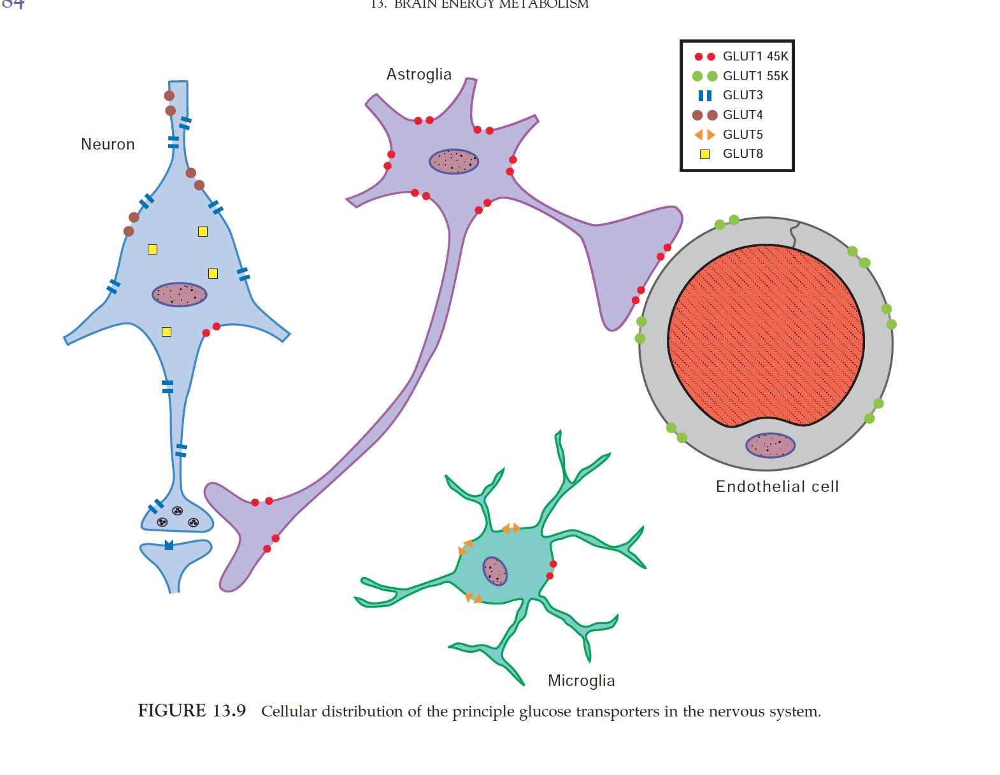 84
13. BRAIN ENERGY METABOLISM
Astroglia
Neuron
GLUT1 45K
GLUT1 55K
GLUT3
GLUT4
GLUT5
GLUT8
Endothelial cell
Microglia
FIGURE 13.9 Cellular distribution of the principle glucose transporters in the nervous system.